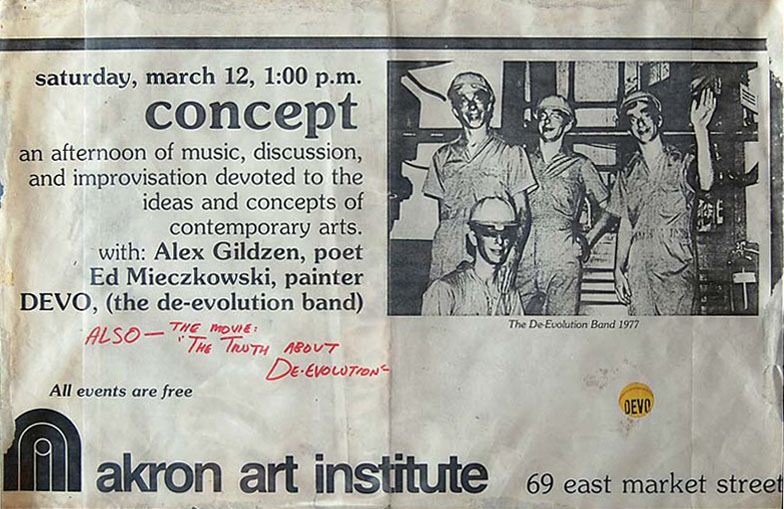 saturday, march 12, 1:00 p.m.
concept
an afternoon of music, discussion,
and improvisation devoted to the
ideas and concepts of
contemporary arts.
with: Alex Gildzen, poet
Ed Mieczkowski, painter
DEVO, (the de-evolution band)
ALSO — THE MOVIE:
"THE TRUTH ABOUT
DE-EVOLUTION"
All events are free
The De-Evolution Band 1977
DEVO
akron art institute
69 east market street